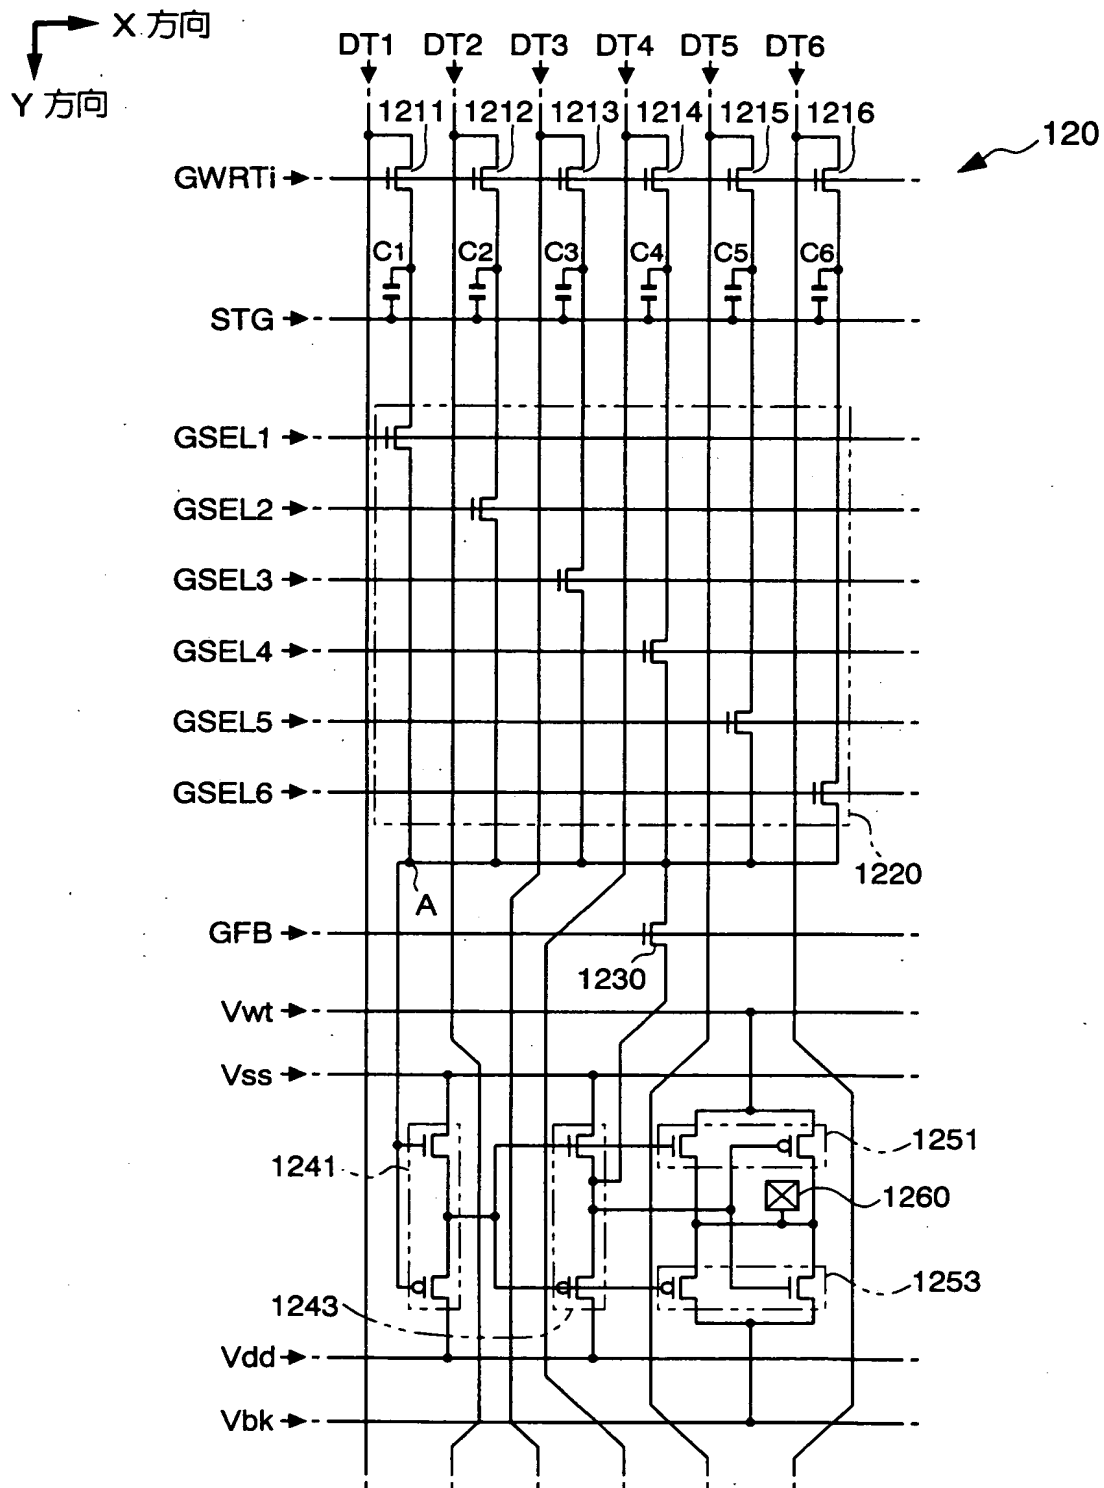 X 方向
Y 方向
DT1 DT2 DT3 DT4 DT5 DT6
1211 1212 1213 1214 1215 1216
120
GWRTi
C1 C2 C3 C4 C5 C6
STG
GSEL1
GSEL2
GSEL3
GSEL4
GSEL5
GSEL6
1220
A
GFB
1230
Vwt
Vss
1251
1241
1260
1253
1243
Vdd
Vbk